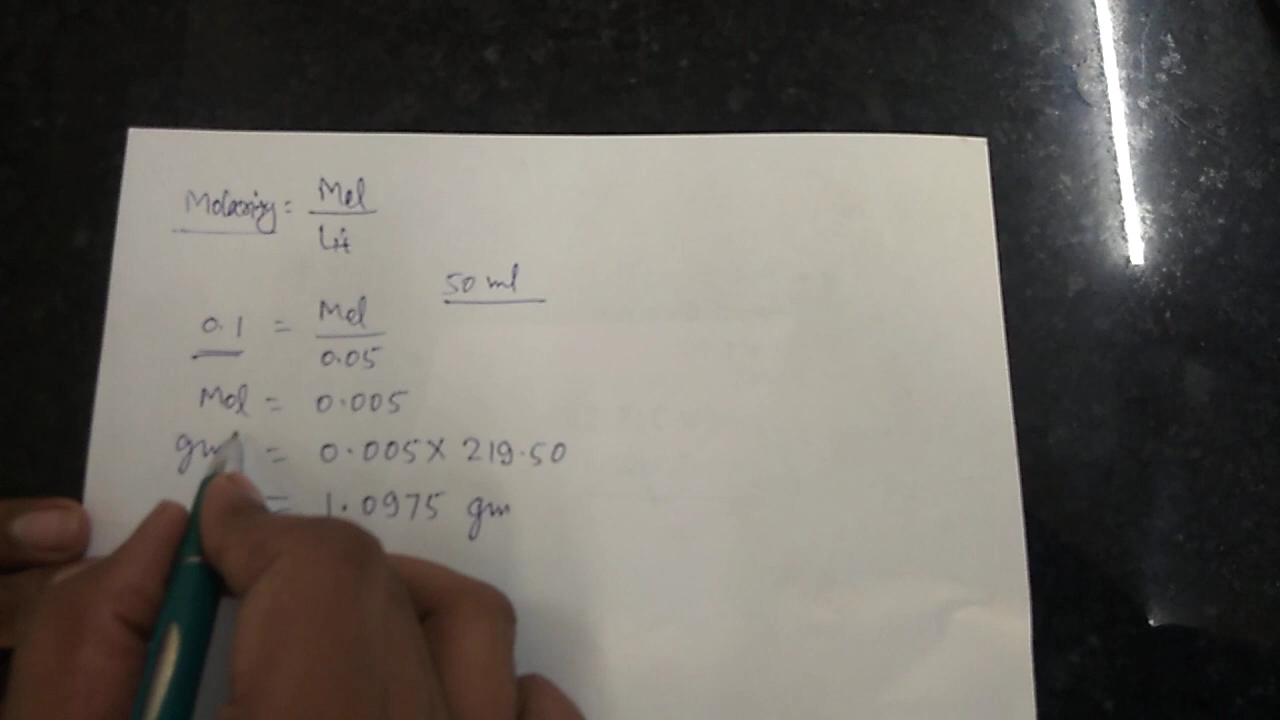 Molarity = Mol
Lit
50 ml
0.1 = Mol
0.05
Mol = 0.005
gm = 0.005 X 219.50
= 1.0975 gm